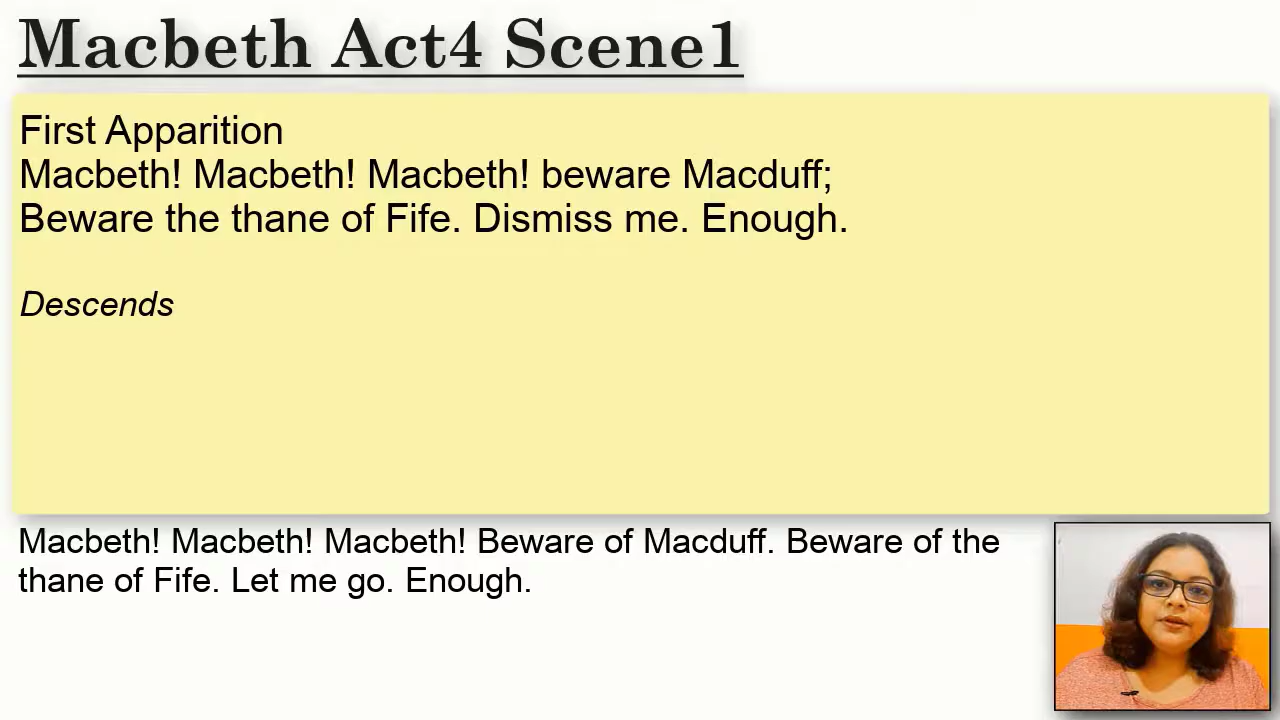 Macbeth Act4 Scene1
First Apparition
Macbeth! Macbeth! Macbeth! beware Macduff;
Beware the thane of Fife. Dismiss me. Enough.
Descends
Macbeth! Macbeth! Macbeth! Beware of Macduff. Beware of the
thane of Fife. Let me go. Enough.